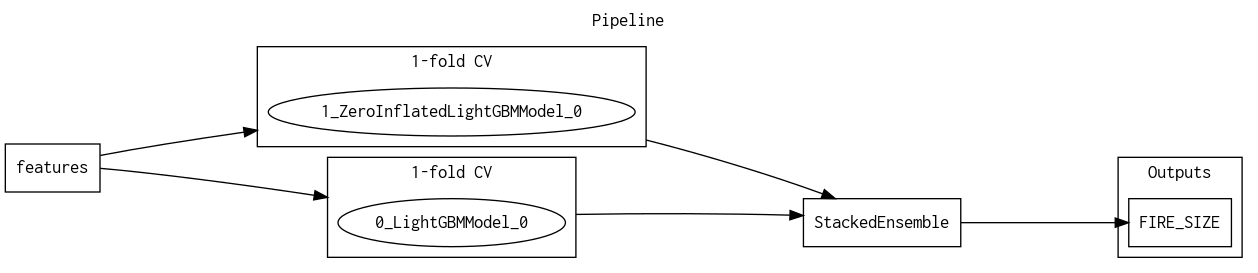 Pipeline
1-fold CV
1_ZeroInflatedLightGBMModel_0
features
1-fold CV
0_LightGBMModel_0
StackedEnsemble
Outputs
FIRE_SIZE